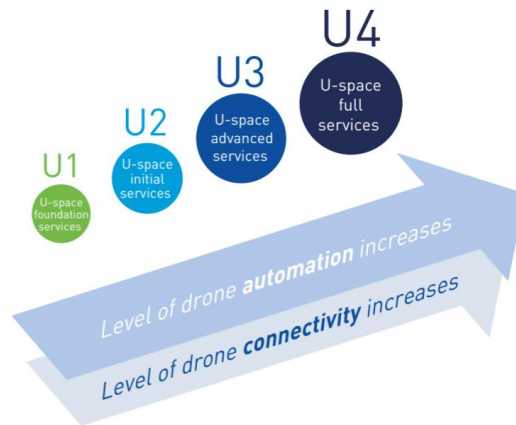 U4
U-space
full
services
U3
U-space
advanced
services
U2
U-space
initial
services
U1
U-space
foundation
services
Level of drone automation increases
Level of drone connectivity increases